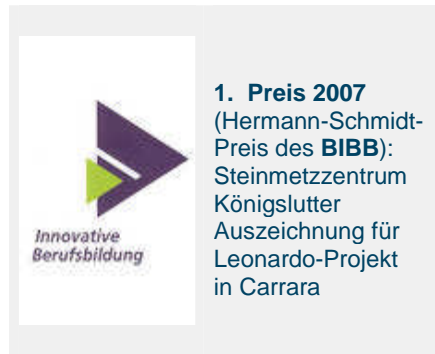 Innovative
Berufsbildung
1. Preis 2007
(Hermann-Schmidt-
Preis des BIBB):
Steinmetzzentrum
Königslutter
Auszeichnung für
Leonardo-Projekt
in Carrara